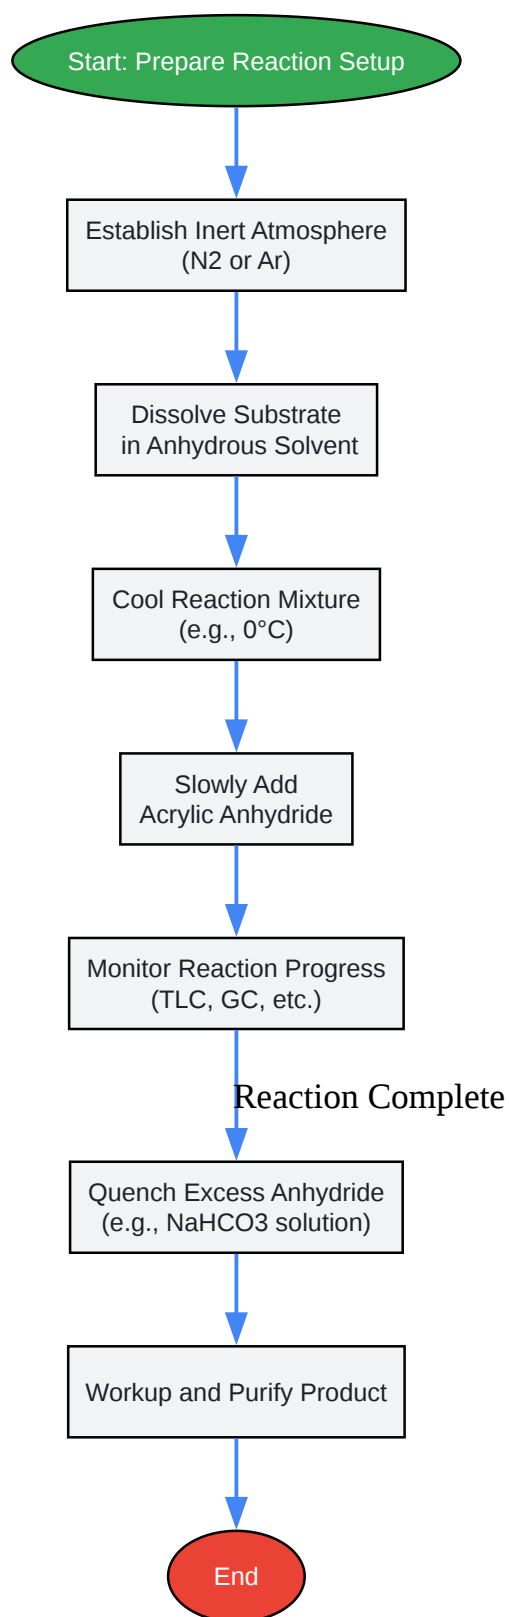 Start: Prepare Reaction Setup
Establish Inert Atmosphere
(N2 or Ar)
Dissolve Substrate
in Anhydrous Solvent
Cool Reaction Mixture
(e.g., 0°C)
Slowly Add
Acrylic Anhydride
Monitor Reaction Progress
(TLC, GC, etc.)
Reaction Complete
Quench Excess Anhydride
(e.g., NaHCO3 solution)
Workup and Purify Product
End